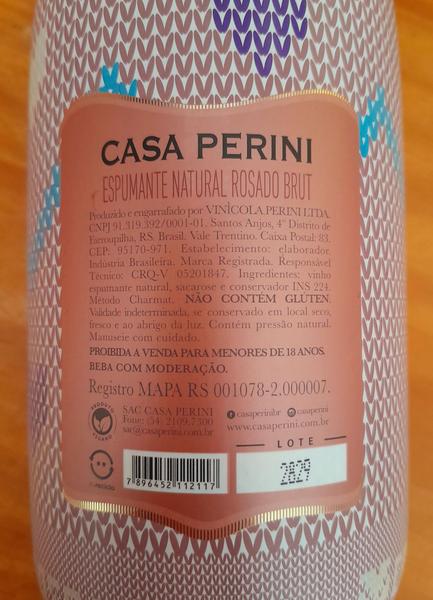 CASA PERINI
ESPUMANTE NATURAL ROSADO BRUT
Produzido e engarrafado por VINÍCOLA PERINI LTDA.
CNPJ 91.319.392/0001-01. Santos Anjos, 4º Distrito de
Farroupilha, RS. Brasil. Vale Trentino. Caixa Postal: 83.
CEP: 95170-971. Estabelecimento: elaborador.
Indústria Brasileira. Marca Registrada. Responsável
Técnico: CRQ-V 05201847. Ingredientes: vinho
espumante natural, sacarose e conservador INS 224.
Método Charmat. NÃO CONTÉM GLÚTEN.
Validade indeterminada, se conservado em local seco,
fresco e ao abrigo da luz. Contém pressão natural.
Manuseie com cuidado.
PROIBIDA A VENDA PARA MENORES DE 18 ANOS.
BEBA COM MODERAÇÃO.
Registro MAPA RS 001078-2.000007.
PRODUTO VEGANO
SAC CASA PERINI
Fone: (54) 2109.7300
sac@casaperini.com.br
casaperinibr casaperini
www.casaperini.com.br
LOTE
2829
7 896452 112117